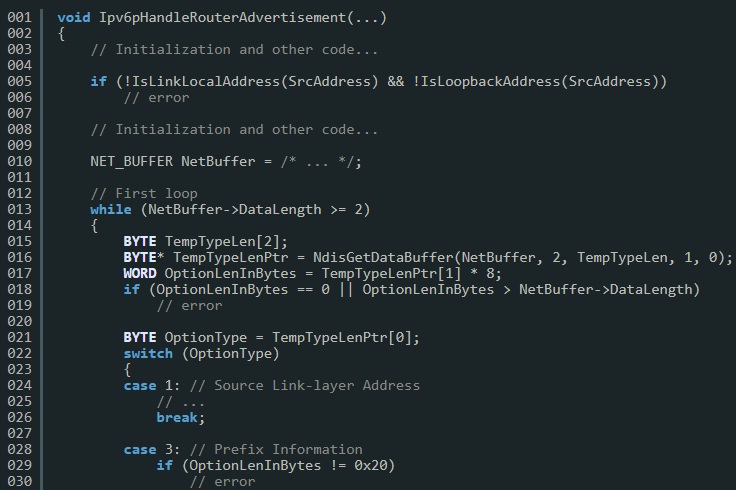 001 void Ipv6pHandleRouterAdvertisement(...)
002 {
003     // Initialization and other code...
004
005     if (!IsLinkLocalAddress(SrcAddress) && !IsLoopbackAddress(SrcAddress))
006         // error
007
008     // Initialization and other code...
009
010     NET_BUFFER NetBuffer = /* ... */;
011
012     // First loop
013     while (NetBuffer->DataLength >= 2)
014     {
015         BYTE TempTypeLen[2];
016         BYTE* TempTypeLenPtr = NdisGetDataBuffer(NetBuffer, 2, TempTypeLen, 1, 0);
017         WORD OptionLenInBytes = TempTypeLenPtr[1] * 8;
018         if (OptionLenInBytes == 0 || OptionLenInBytes > NetBuffer->DataLength)
019             // error
020
021         BYTE OptionType = TempTypeLenPtr[0];
022         switch (OptionType)
023         {
024         case 1: // Source Link-layer Address
025             // ...
026             break;
027
028         case 3: // Prefix Information
029             if (OptionLenInBytes != 0x20)
030                 // error